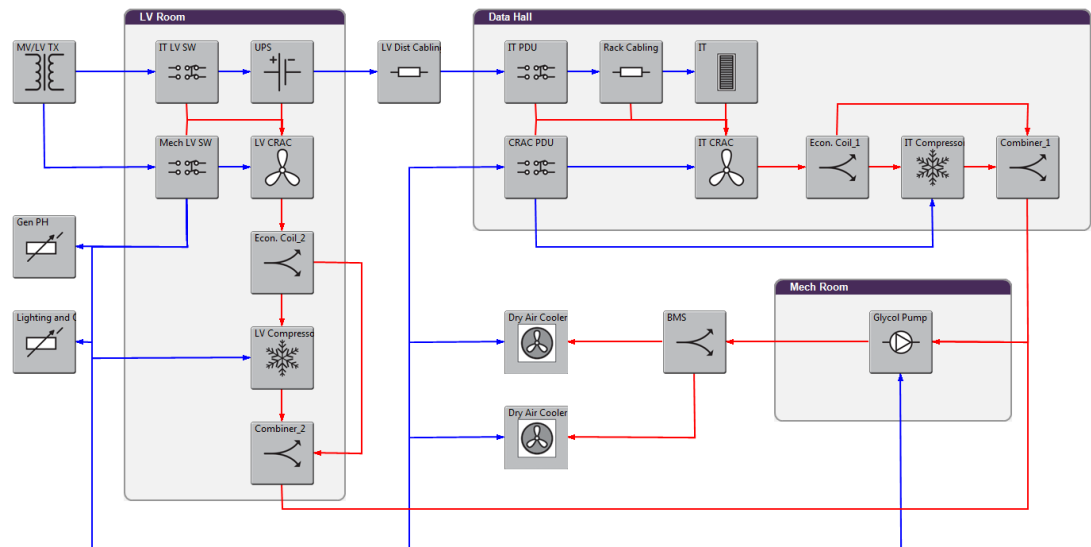 LV Room
Data Hall
MV/LV TX
IT LV SW
UPS
LV Dist Cablin
IT PDU
Rack Cabling
IT
Mech LV SW
LV CRAC
CRAC PDU
IT CRAC
Econ. Coil_1
IT Compresso
Combiner_1
Gen PH
Econ. Coil_2
Mech Room
Lighting and C
LV Compresso
Dry Air Cooler
BMS
Glycol Pump
Dry Air Cooler
Combiner_2